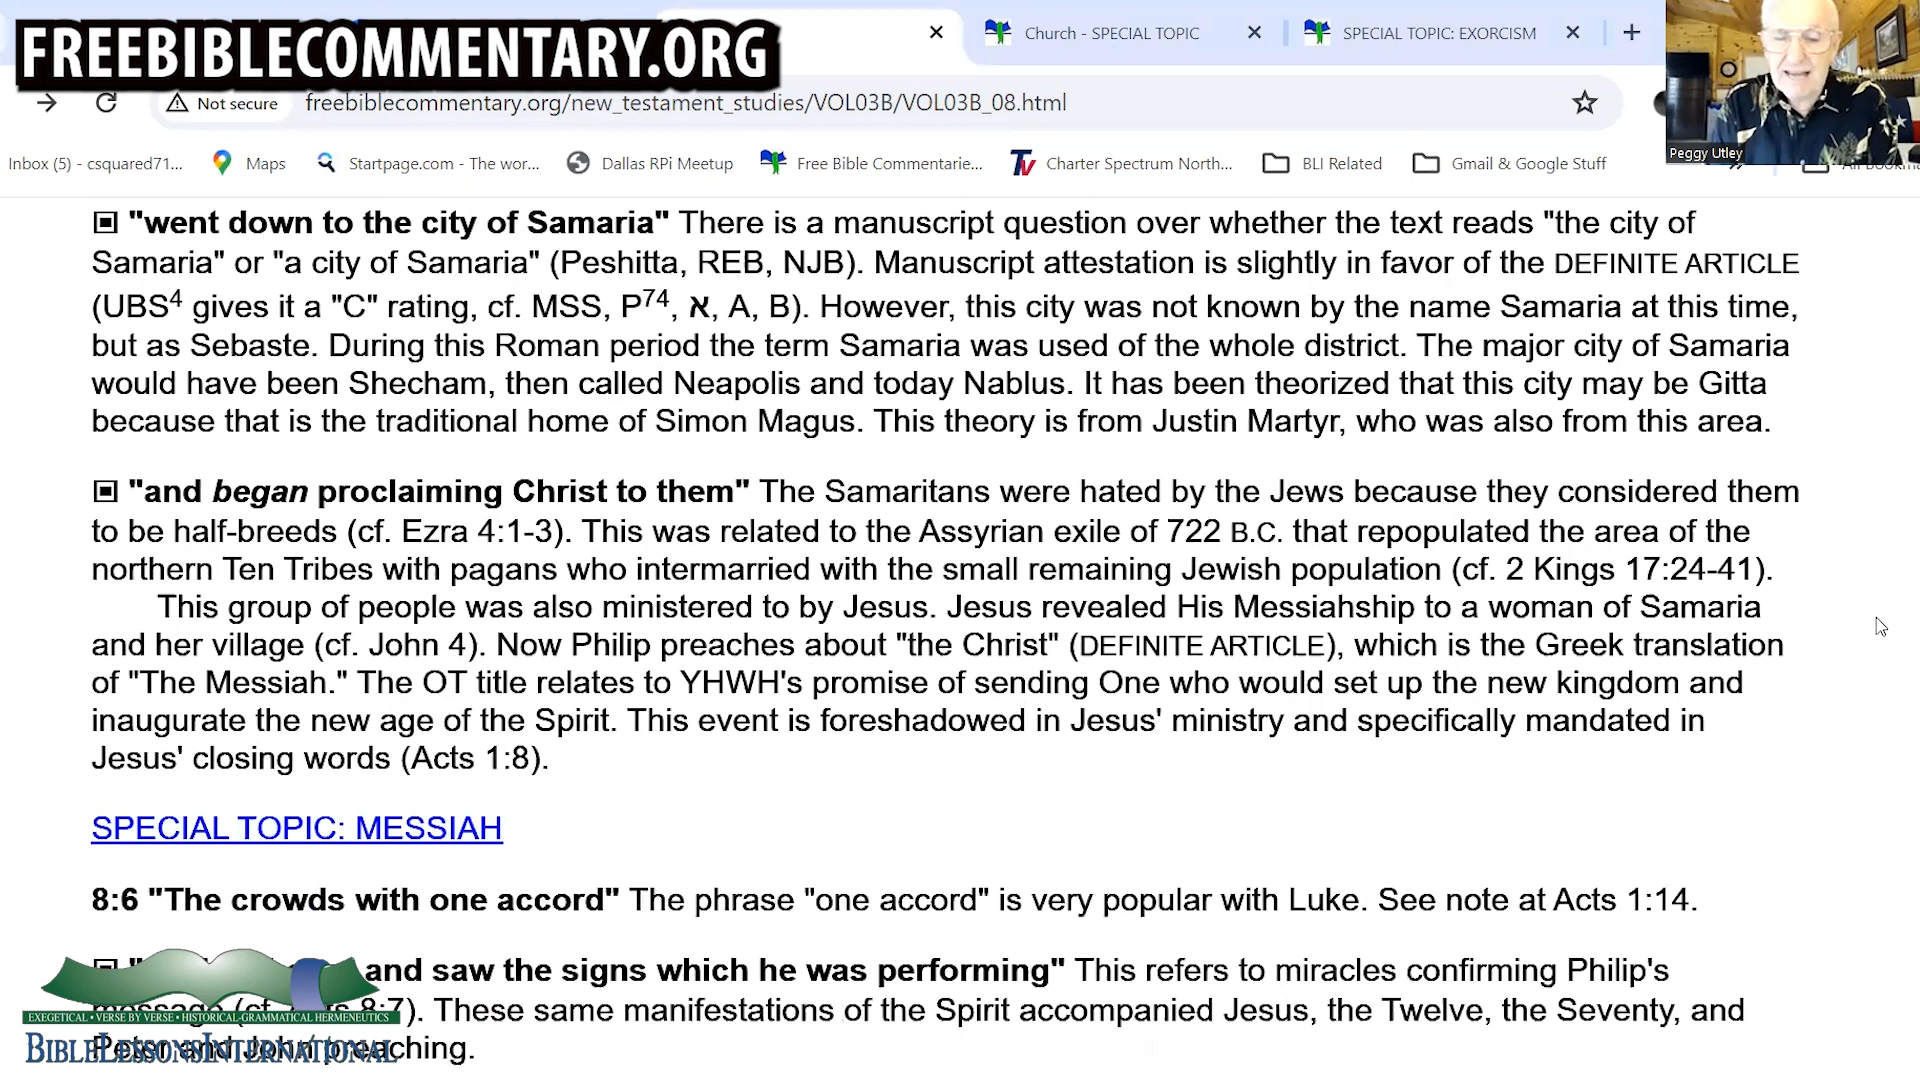 FREEBIBLECOMMENTARY.ORG
Church - SPECIAL TOPIC
SPECIAL TOPIC: EXORCISM
Not secure
freebiblecommentary.org/new_testament_studies/VOL03B/VOL03B_08.html
Inbox (5) - csquared71...
Maps
Startpage.com - The wor...
Dallas RPi Meetup
Free Bible Commentarie...
Charter Spectrum North...
BLI Related
Gmail & Google Stuff
Peggy Utley
"went down to the city of Samaria" There is a manuscript question over whether the text reads "the city of
Samaria" or "a city of Samaria" (Peshitta, REB, NJB). Manuscript attestation is slightly in favor of the DEFINITE ARTICLE
(UBS4 gives it a "C" rating, cf. MSS, P74, א, A, B). However, this city was not known by the name Samaria at this time,
but as Sebaste. During this Roman period the term Samaria was used of the whole district. The major city of Samaria
would have been Shecham, then called Neapolis and today Nablus. It has been theorized that this city may be Gitta
because that is the traditional home of Simon Magus. This theory is from Justin Martyr, who was also from this area.
"and began proclaiming Christ to them" The Samaritans were hated by the Jews because they considered them
to be half-breeds (cf. Ezra 4:1-3). This was related to the Assyrian exile of 722 B.C. that repopulated the area of the
northern Ten Tribes with pagans who intermarried with the small remaining Jewish population (cf. 2 Kings 17:24-41).
This group of people was also ministered to by Jesus. Jesus revealed His Messiahship to a woman of Samaria
and her village (cf. John 4). Now Philip preaches about "the Christ" (DEFINITE ARTICLE), which is the Greek translation
of "The Messiah." The OT title relates to YHWH's promise of sending One who would set up the new kingdom and
inaugurate the new age of the Spirit. This event is foreshadowed in Jesus' ministry and specifically mandated in
Jesus' closing words (Acts 1:8).
SPECIAL TOPIC: MESSIAH
8:6 "The crowds with one accord" The phrase "one accord" is very popular with Luke. See note at Acts 1:14.
and saw the signs which he was performing" This refers to miracles confirming Philip's
message (cf. Acts 8:7). These same manifestations of the Spirit accompanied Jesus, the Twelve, the Seventy, and
Peter and John preaching.
EXEGETICAL • VERSE BY VERSE • HISTORICAL-GRAMMATICAL HERMENEUTICS
BIBLELESSONSINTERNATIONAL